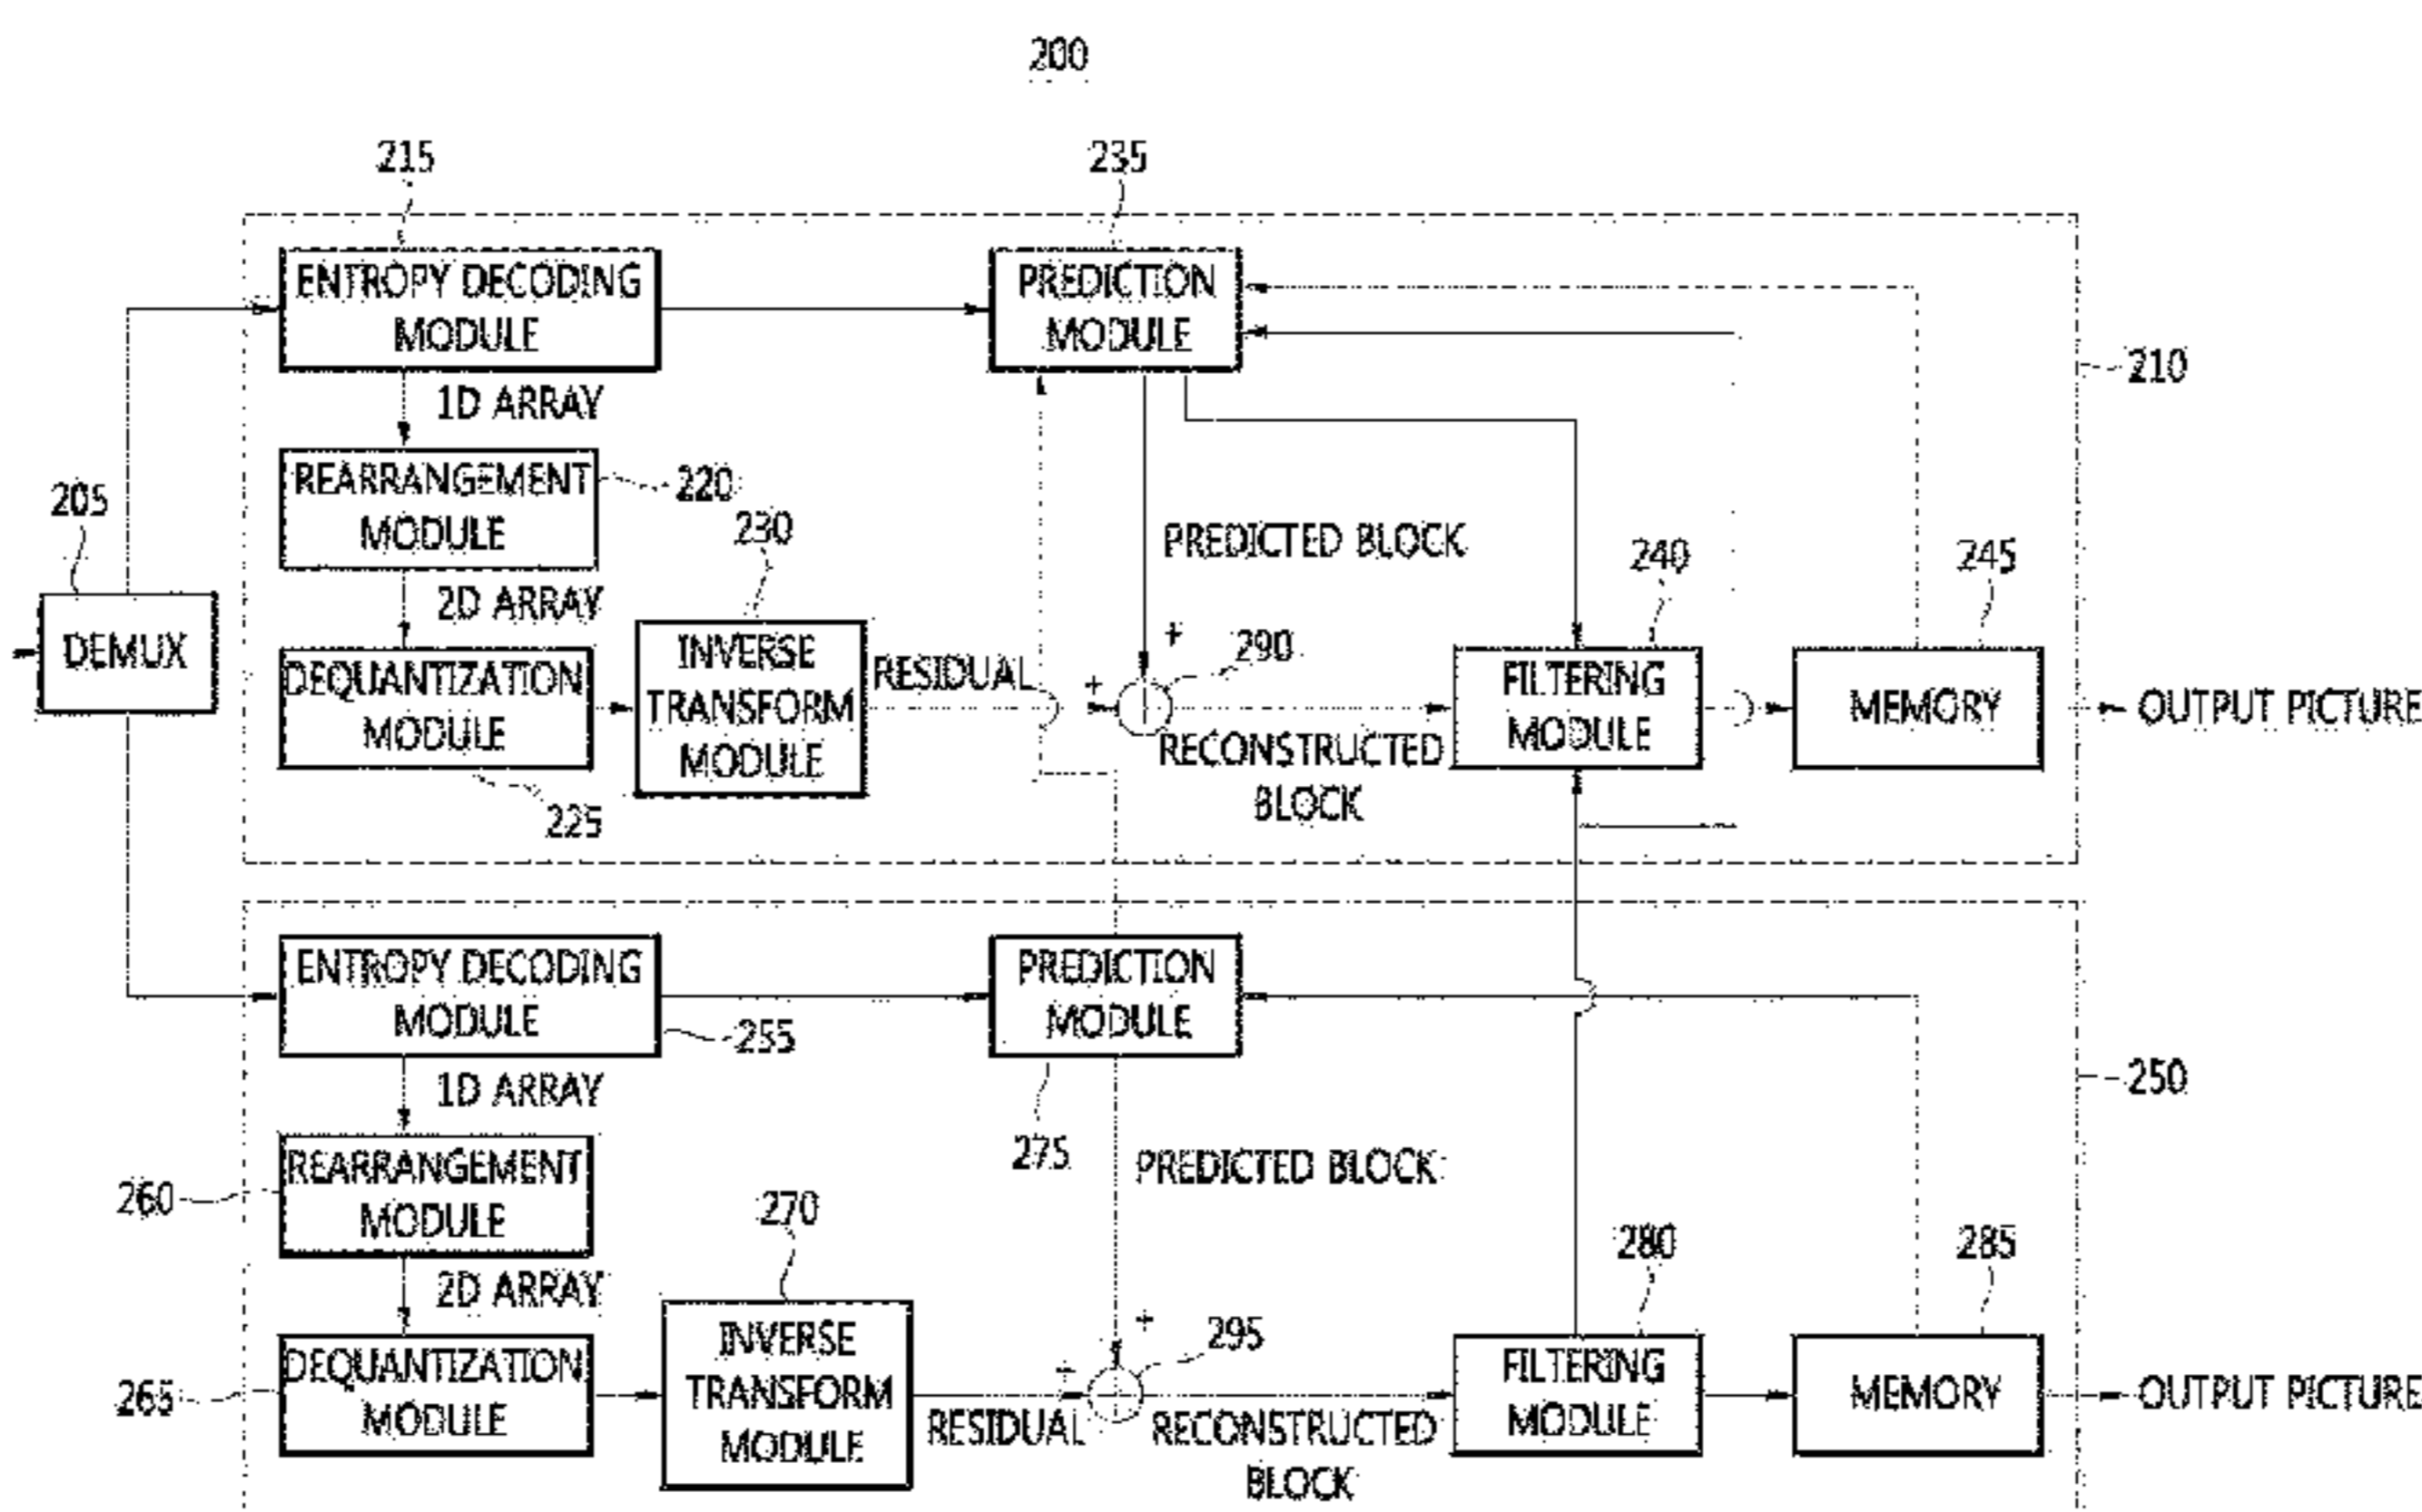 200
215
235
ENTROPY DECODING
MODULE
PREDICTION
MODULE
210
1D ARRAY
REARRANGEMENT
MODULE
220
205
230
PREDICTED BLOCK
240
245
2D ARRAY
DEMUX
DEQUANTIZATION
MODULE
INVERSE
TRANSFORM
MODULE
RESIDUAL
+
+
290
RECONSTRUCTED
BLOCK
FILTERING
MODULE
MEMORY
OUTPUT PICTURE
225
ENTROPY DECODING
MODULE
255
PREDICTION
MODULE
250
1D ARRAY
275
PREDICTED BLOCK
260
REARRANGEMENT
MODULE
270
280
285
2D ARRAY
265
DEQUANTIZATION
MODULE
INVERSE
TRANSFORM
MODULE
RESIDUAL
+
+
295
RECONSTRUCTED
BLOCK
FILTERING
MODULE
MEMORY
OUTPUT PICTURE